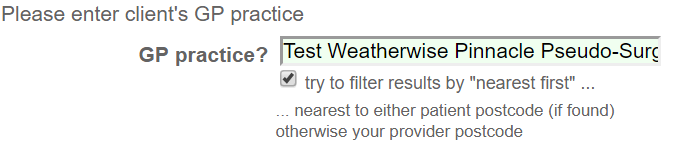 Please enter client's GP practice
GP practice? Test Weatherwise Pinnacle Pseudo-Surg
try to filter results by "nearest first" ...
... nearest to either patient postcode (if found)
otherwise your provider postcode